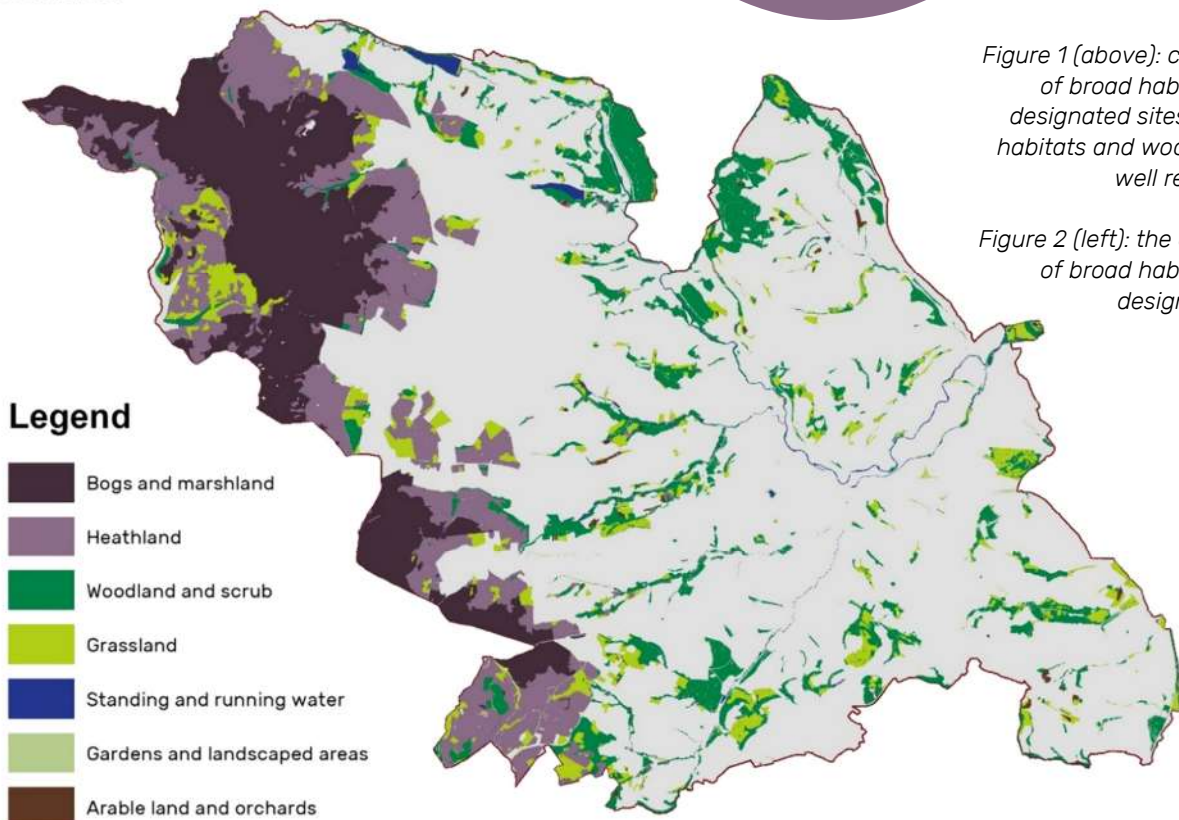 Figure 1 (above): c
of broad hab
designated sites
habitats and woo
well re
Figure 2 (left): the
of broad hab
design
Legend
Bogs and marshland
Heathland
Woodland and scrub
Grassland
Standing and running water
Gardens and landscaped areas
Arable land and orchards